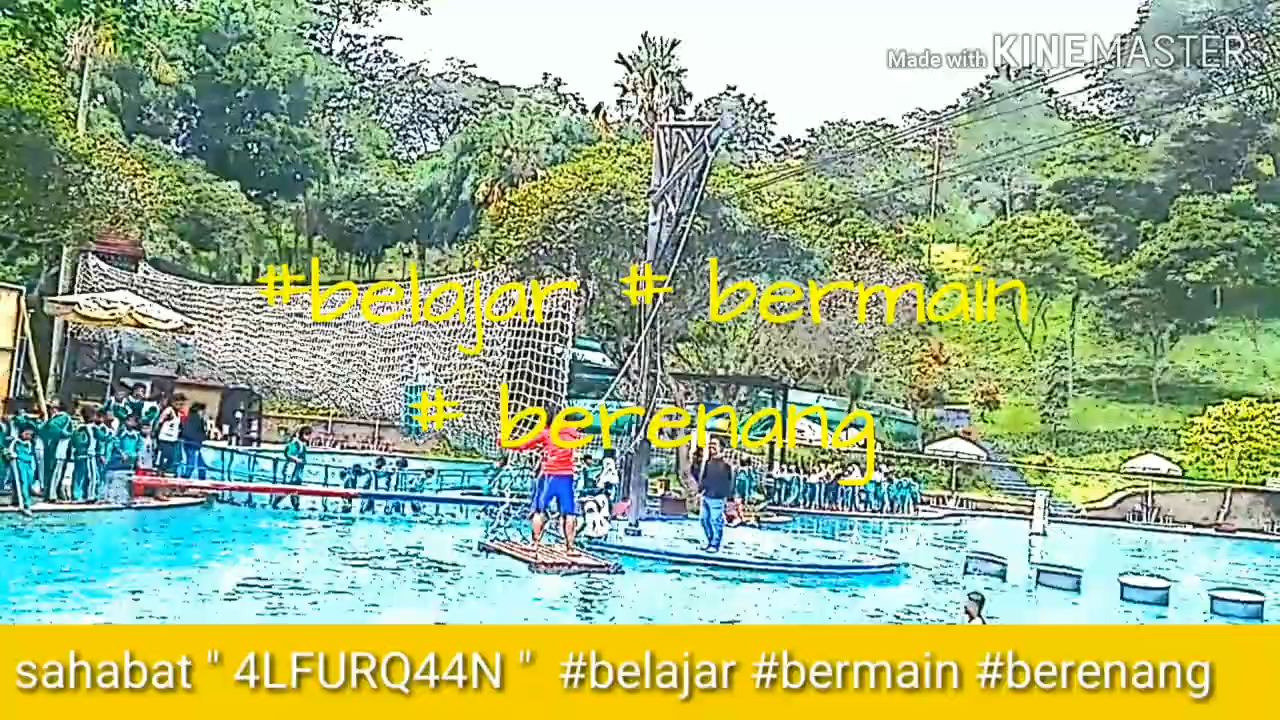 Made with KINEMASTER
#belajar # bermain
# berenang
sahabat " 4LFURQ44N " #belajar #bermain #berenang